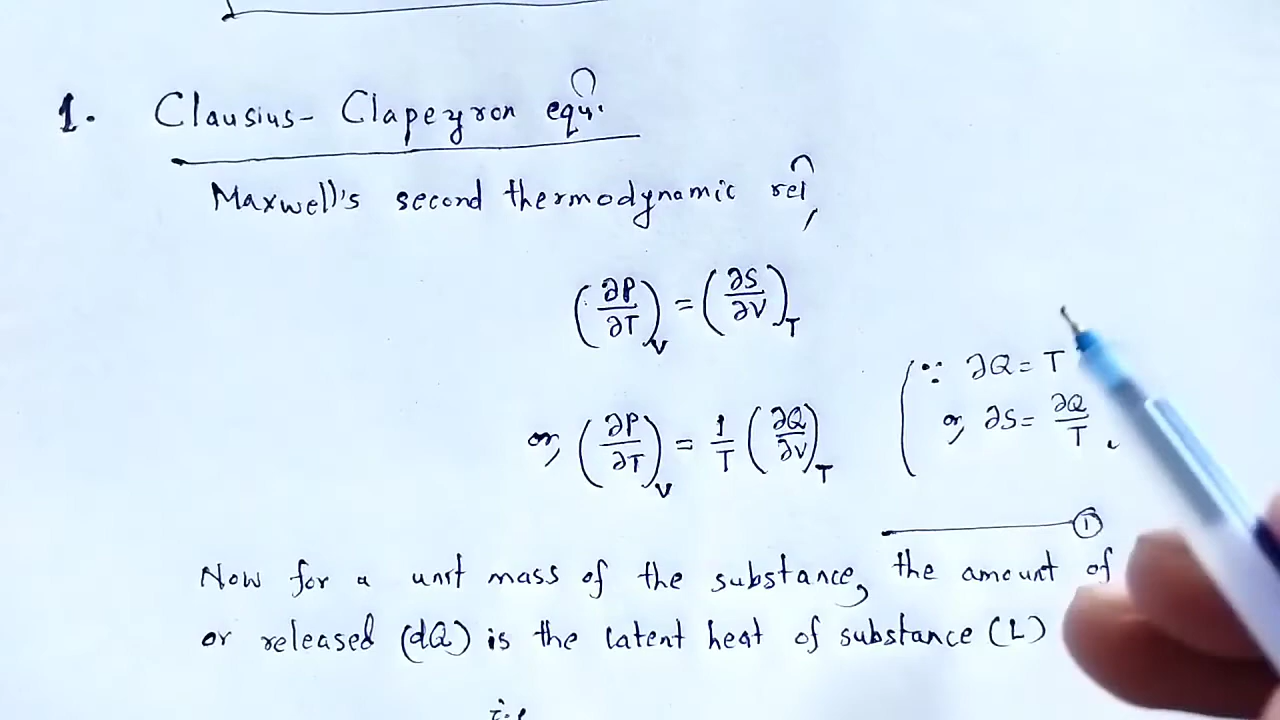 1. Clausius- Clapeyron eqn.
Maxwell's second thermodynamic reln,
(∂P/∂T)V = (∂S/∂V)T
or, (∂P/∂T)V = 1/T (∂Q/∂V)T
(∵ ∂Q = T
or, ∂S = ∂Q/T .
①
Now for a unit mass of the substance, the amount of
or released (dQ) is the latent heat of substance (L)
i.e